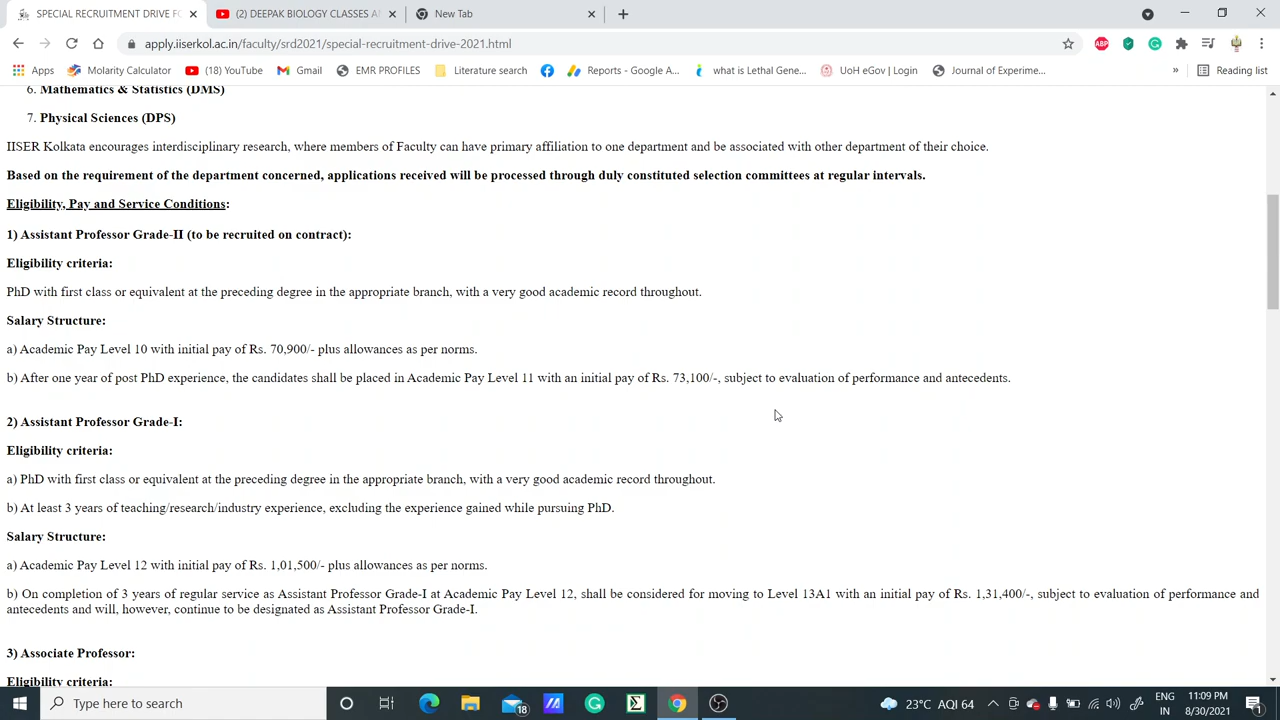 SPECIAL RECRUITMENT DRIVE FO
(2) DEEPAK BIOLOGY CLASSES A
New Tab
apply.iiserkol.ac.in/faculty/srd2021/special-recruitment-drive-2021.html
ABP
Apps
Molarity Calculator
(18) YouTube
Gmail
EMR PROFILES
Literature search
Reports - Google A...
what is Lethal Gene...
UoH eGov | Login
Journal of Experime...
»
Reading list
6. Mathematics & Statistics (DMS)
7. Physical Sciences (DPS)
IISER Kolkata encourages interdisciplinary research, where members of Faculty can have primary affiliation to one department and be associated with other department of their choice.
Based on the requirement of the department concerned, applications received will be processed through duly constituted selection committees at regular intervals.
Eligibility, Pay and Service Conditions:
1) Assistant Professor Grade-II (to be recruited on contract):
Eligibility criteria:
PhD with first class or equivalent at the preceding degree in the appropriate branch, with a very good academic record throughout.
Salary Structure:
a) Academic Pay Level 10 with initial pay of Rs. 70,900/- plus allowances as per norms.
b) After one year of post PhD experience, the candidates shall be placed in Academic Pay Level 11 with an initial pay of Rs. 73,100/-, subject to evaluation of performance and antecedents.
2) Assistant Professor Grade-I:
Eligibility criteria:
a) PhD with first class or equivalent at the preceding degree in the appropriate branch, with a very good academic record throughout.
b) At least 3 years of teaching/research/industry experience, excluding the experience gained while pursuing PhD.
Salary Structure:
a) Academic Pay Level 12 with initial pay of Rs. 1,01,500/- plus allowances as per norms.
b) On completion of 3 years of regular service as Assistant Professor Grade-I at Academic Pay Level 12, shall be considered for moving to Level 13A1 with an initial pay of Rs. 1,31,400/-, subject to evaluation of performance and
antecedents and will, however, continue to be designated as Assistant Professor Grade-I.
3) Associate Professor:
Eligibility criteria:
Type here to search
18
23°C AQI 64
ENG
IN
11:09 PM
8/30/2021
1